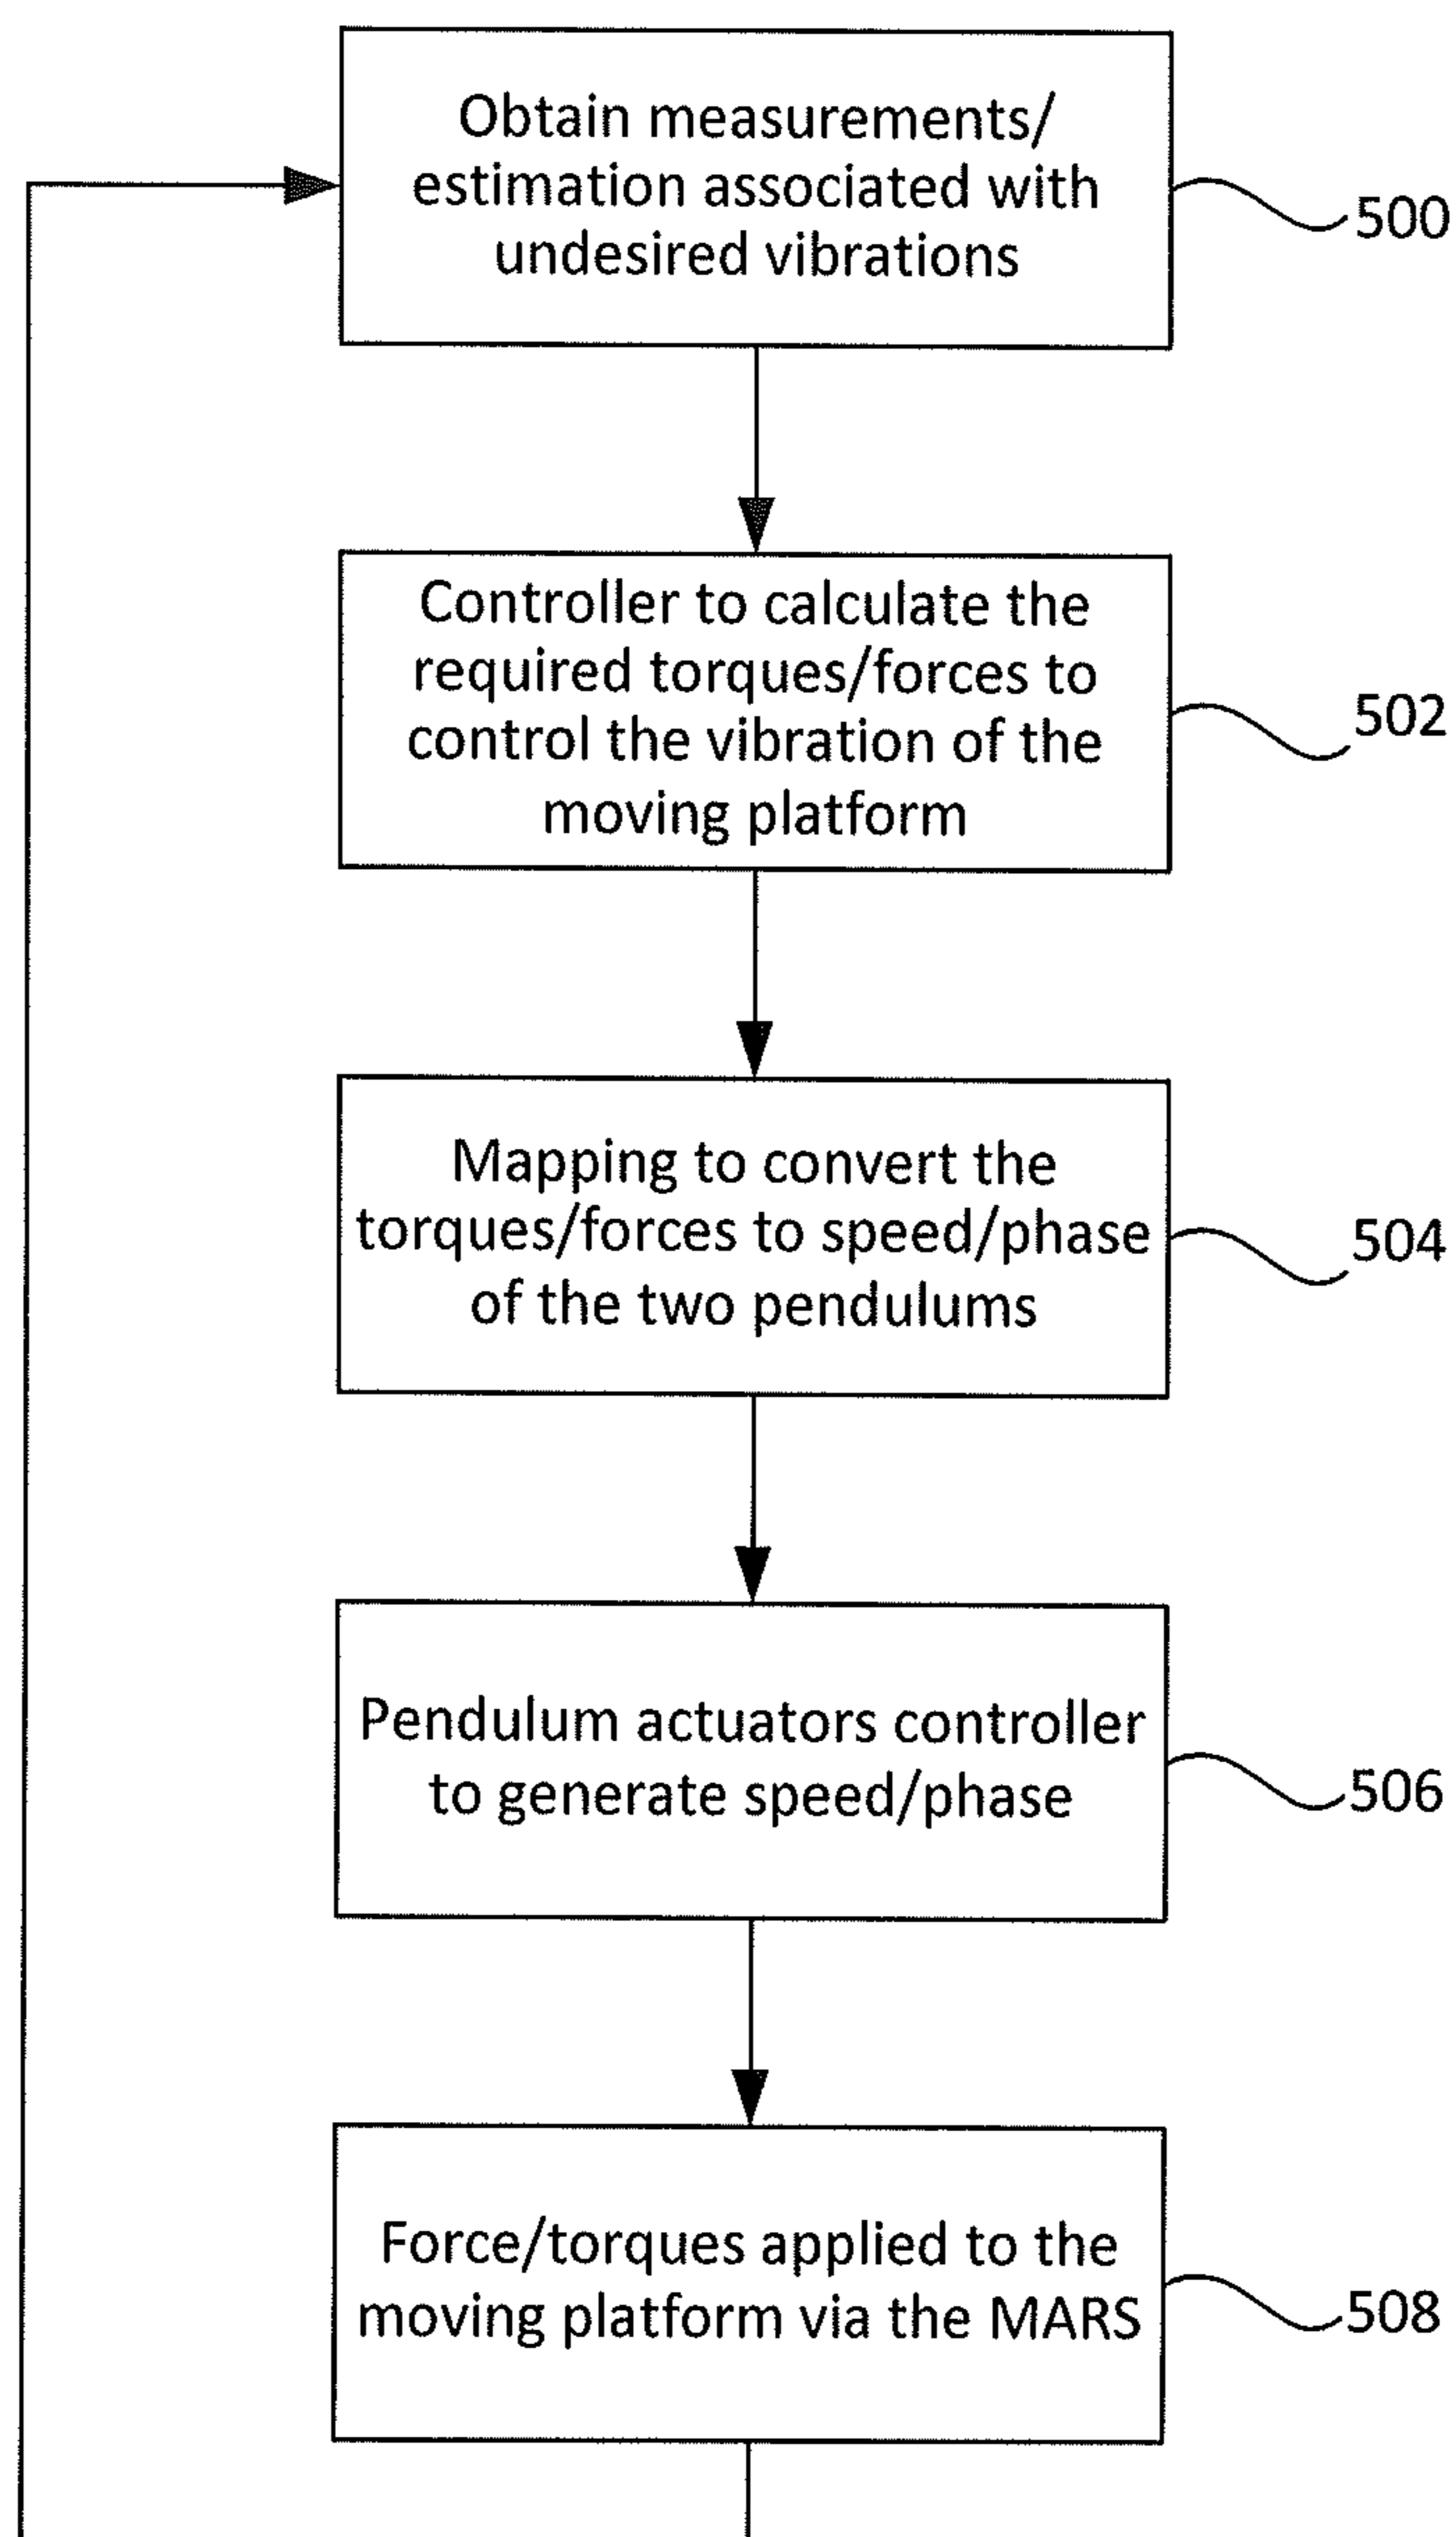 Obtain measurements/
estimation associated with
undesired vibrations
500
Controller to calculate the
required torques/forces to
control the vibration of the
moving platform
502
Mapping to convert the
torques/forces to speed/phase
of the two pendulums
504
Pendulum actuators controller
to generate speed/phase
506
Force/torques applied to the
moving platform via the MARS
508